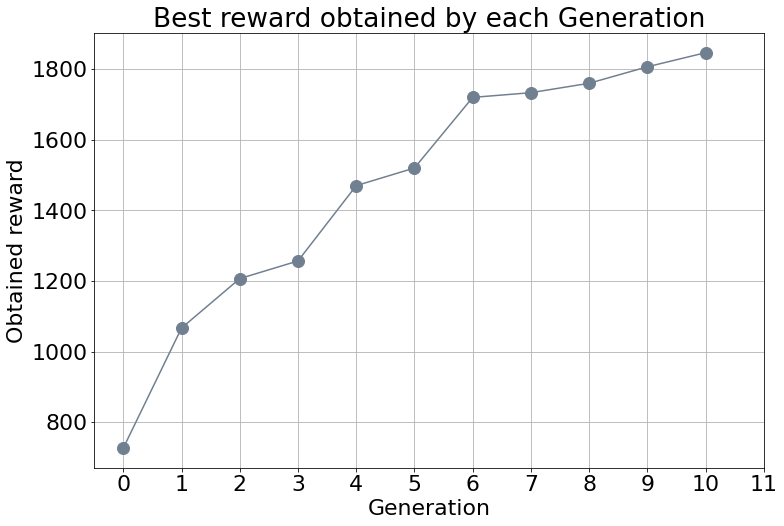 Best reward obtained by each Generation
Obtained reward
1800
1600
1400
1200
1000
800
0 1 2 3 4 5 6 7 8 9 10 11
Generation